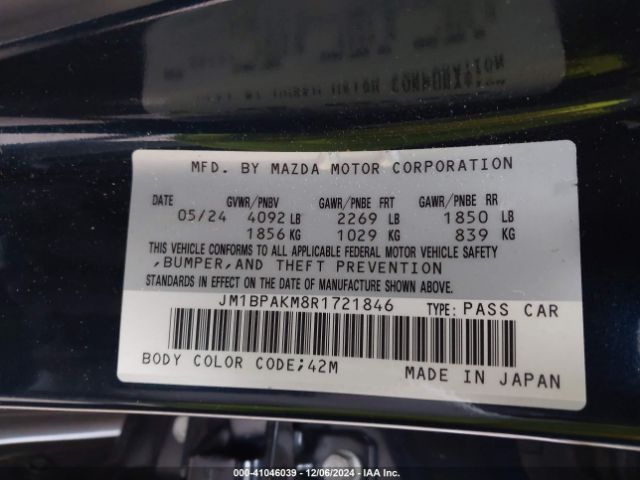 MFD. BY MAZDA MOTOR CORPORATION
DATE GVWR/PNBV GAWR/PNBE FRT GAWR/PNBE RR
05/24 4092 LB 2269 LB 1850 LB
1856 KG 1029 KG 839 KG
THIS VEHICLE CONFORMS TO ALL APPLICABLE FEDERAL MOTOR VEHICLE SAFETY
,BUMPER,AND THEFT PREVENTION
STANDARDS IN EFFECT ON THE DATE OF MANUFACTURE SHOWN ABOVE.
JM1BPAKM8R1721846 TYPE: PASS CAR
BODY COLOR CODE;42M MADE IN JAPAN
000-41046039 - 12/06/2024 - IAA Inc.